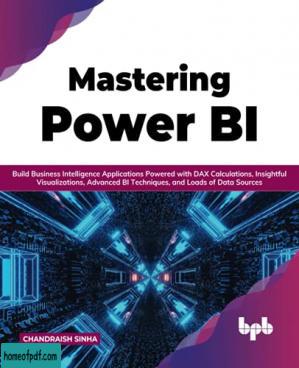 Mastering
Power BI
Build Business Intelligence Applications Powered with DAX Calculations, Insightful
Visualizations, Advanced BI Techniques, and Loads of Data Sources
CHANDRAISH SINHA
bpb
homeofpdf.com